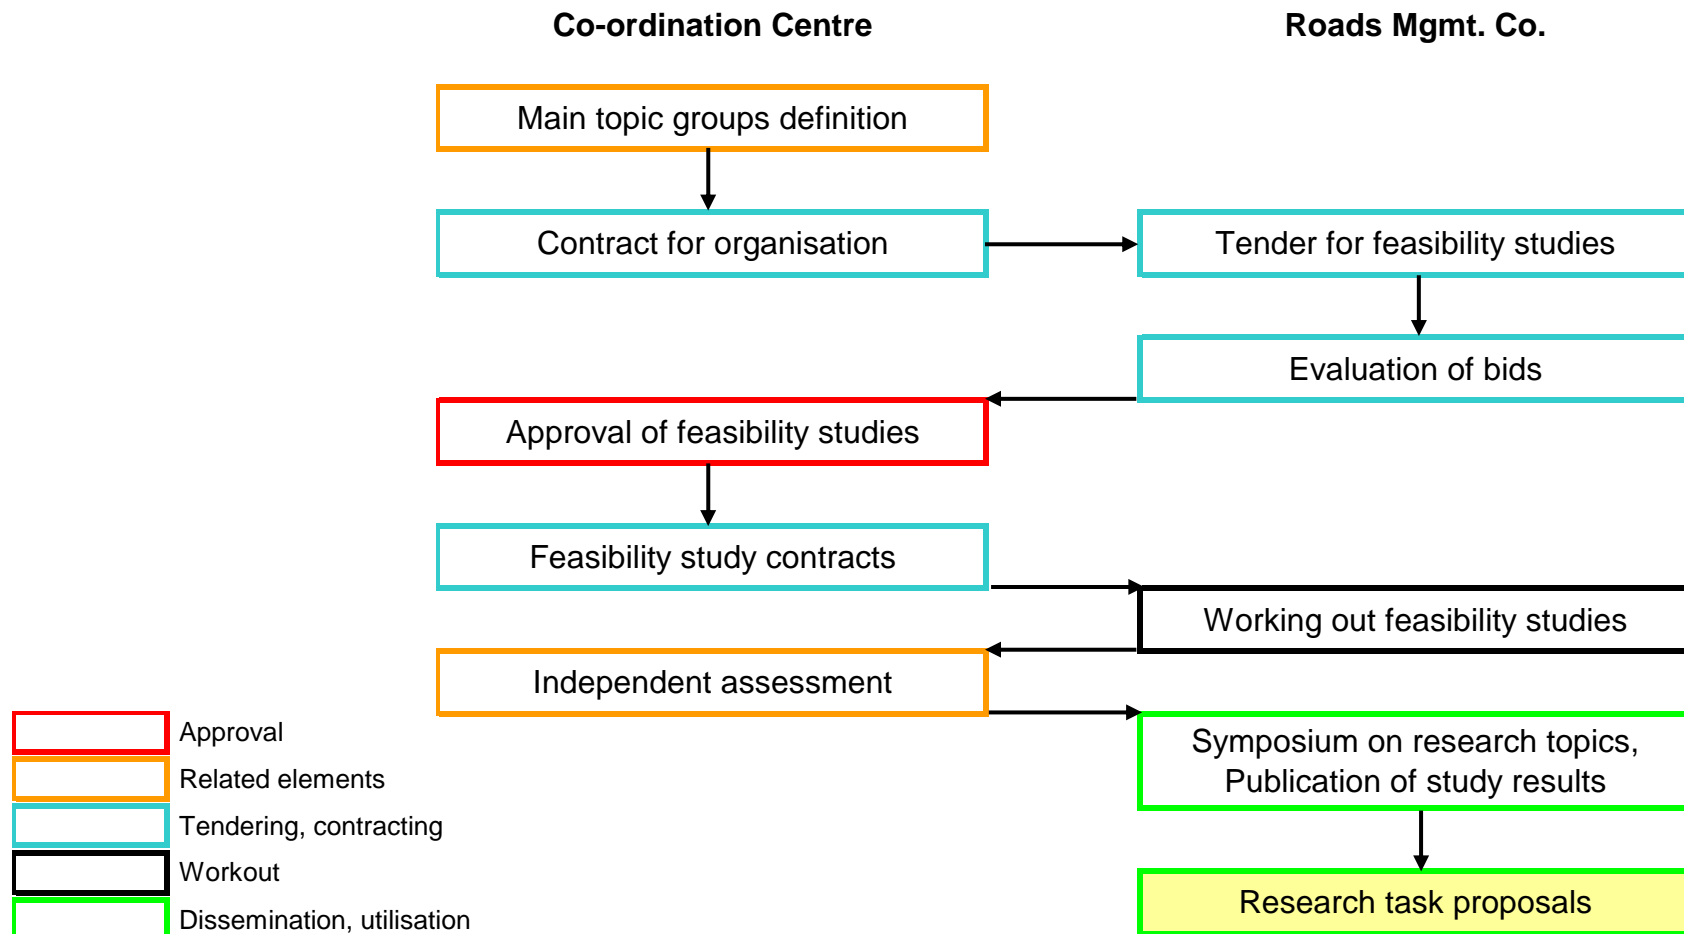 Co-ordination Centre
Roads Mgmt. Co.
Main topic groups definition
Contract for organisation
Tender for feasibility studies
Evaluation of bids
Approval of feasibility studies
Feasibility study contracts
Working out feasibility studies
Independent assessment
Symposium on research topics,
Publication of study results
Research task proposals
Approval
Related elements
Tendering, contracting
Workout
Dissemination, utilisation